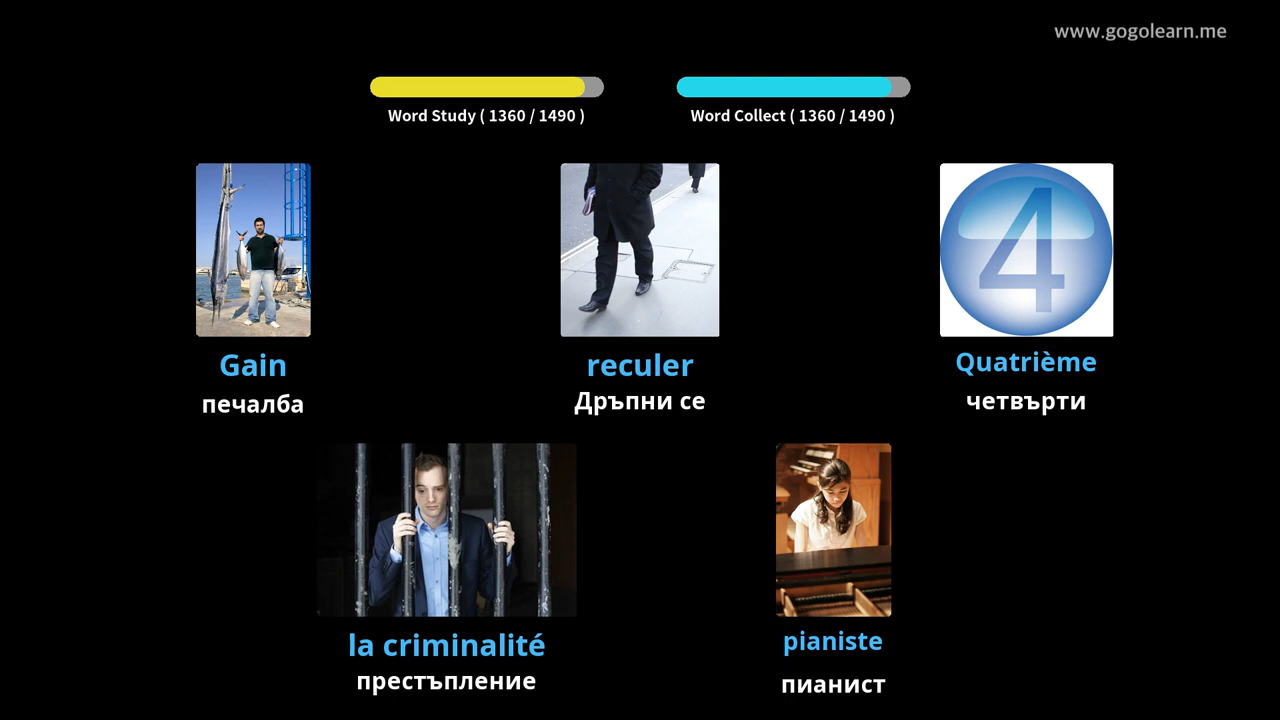 www.gogolearn.me
Word Study ( 1360 / 1490 )
Word Collect ( 1360 / 1490 )
4
Gain
печалба
reculer
Дръпни се
Quatrième
четвърти
la criminalité
престъпление
pianiste
пианист